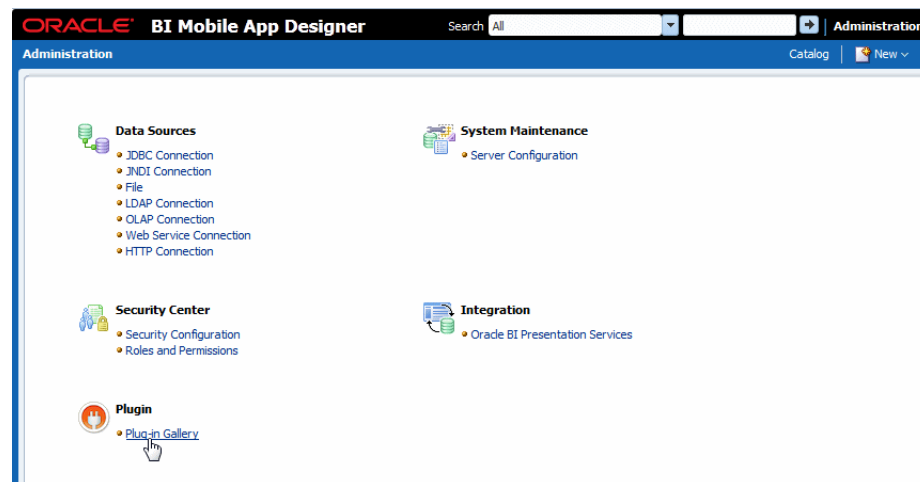 ORACLE BI Mobile App Designer Search All Administration
Administration Catalog New
Data Sources
JDBC Connection
JNDI Connection
File
LDAP Connection
OLAP Connection
Web Service Connection
HTTP Connection
System Maintenance
Server Configuration
Security Center
Security Configuration
Roles and Permissions
Integration
Oracle BI Presentation Services
Plugin
Plug-in Gallery